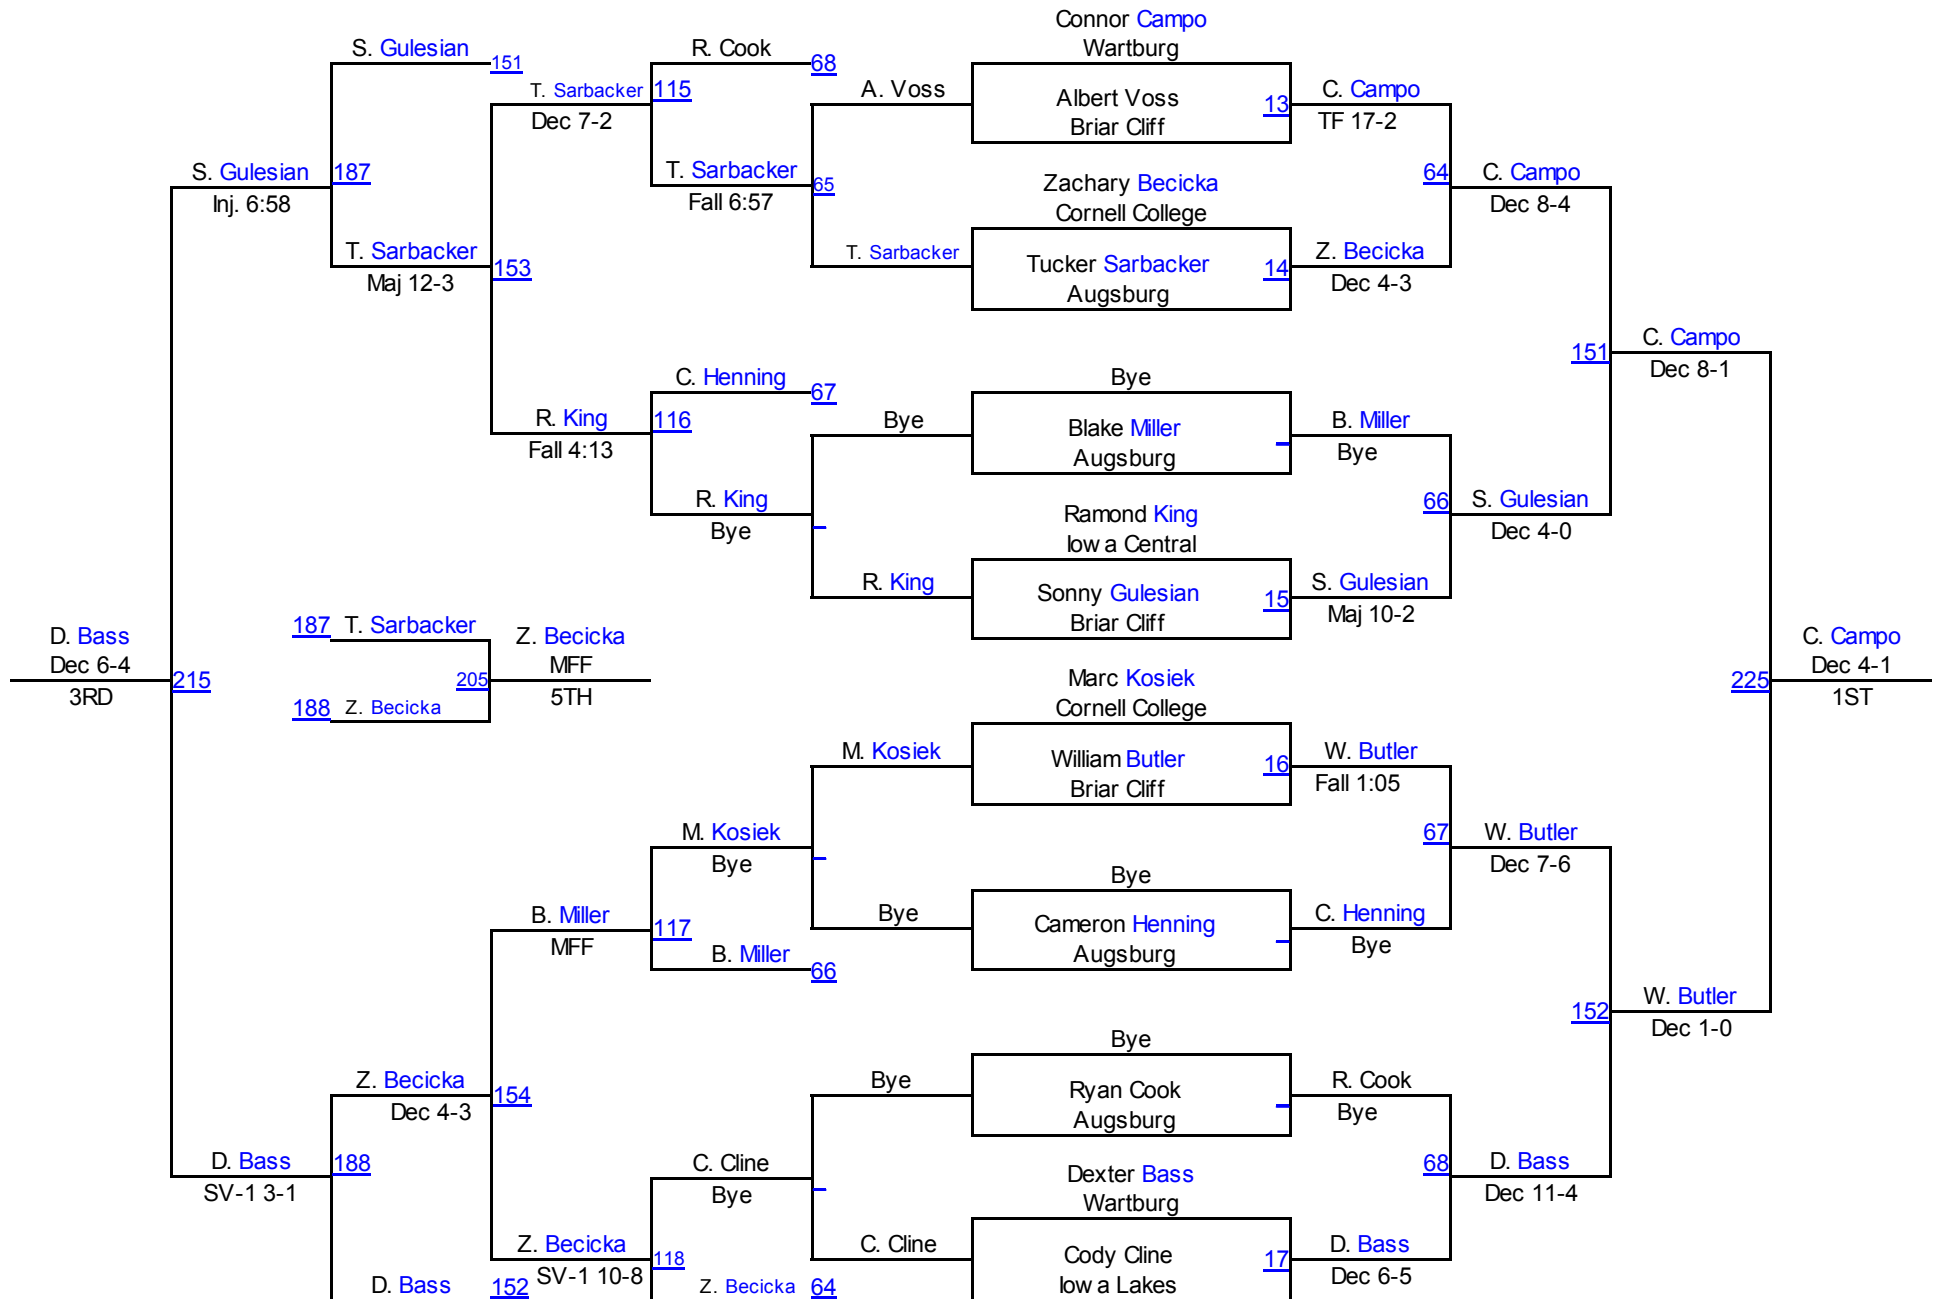 Connor Campo
S. Gulesian
R. Cook
Wartburg
151
68
T. Sarbacker
115
A. Voss
Albert Voss
13
C. Campo
Dec 7-2
Briar Cliff
TF 17-2
S. Gulesian
187
T. Sarbacker
65
Zachary Becicka
64
C. Campo
Inj. 6:58
Fall 6:57
Cornell College
Dec 8-4
T. Sarbacker
153
T. Sarbacker
Tucker Sarbacker
14
Z. Becicka
Maj 12-3
Augsburg
Dec 4-3
151
C. Campo
Dec 8-1
C. Henning
67
Bye
R. King
116
Bye
Blake Miller
B. Miller
Fall 4:13
Augsburg
Bye
R. King
Ramond King
66
S. Gulesian
Bye
Iowa Central
Dec 4-0
R. King
Sonny Gulesian
15
S. Gulesian
Briar Cliff
Maj 10-2
D. Bass
187
T. Sarbacker
Z. Becicka
C. Campo
Dec 6-4
MFF
Dec 4-1
215
205
Marc Kosiek
225
3RD
188
Z. Becicka
5TH
Cornell College
1ST
M. Kosiek
William Butler
16
W. Butler
Briar Cliff
Fall 1:05
M. Kosiek
67
W. Butler
Bye
Bye
Dec 7-6
B. Miller
117
Bye
Cameron Henning
C. Henning
MFF
B. Miller
66
Augsburg
Bye
152
W. Butler
Dec 1-0
Bye
Z. Becicka
154
Bye
Ryan Cook
R. Cook
Dec 4-3
Augsburg
Bye
D. Bass
188
C. Cline
Dexter Bass
68
D. Bass
SV-1 3-1
Bye
Wartburg
Dec 11-4
Z. Becicka
118
C. Cline
Cody Cline
17
D. Bass
D. Bass
152
SV-1 10-8
Z. Becicka
64
Iowa Lakes
Dec 6-5